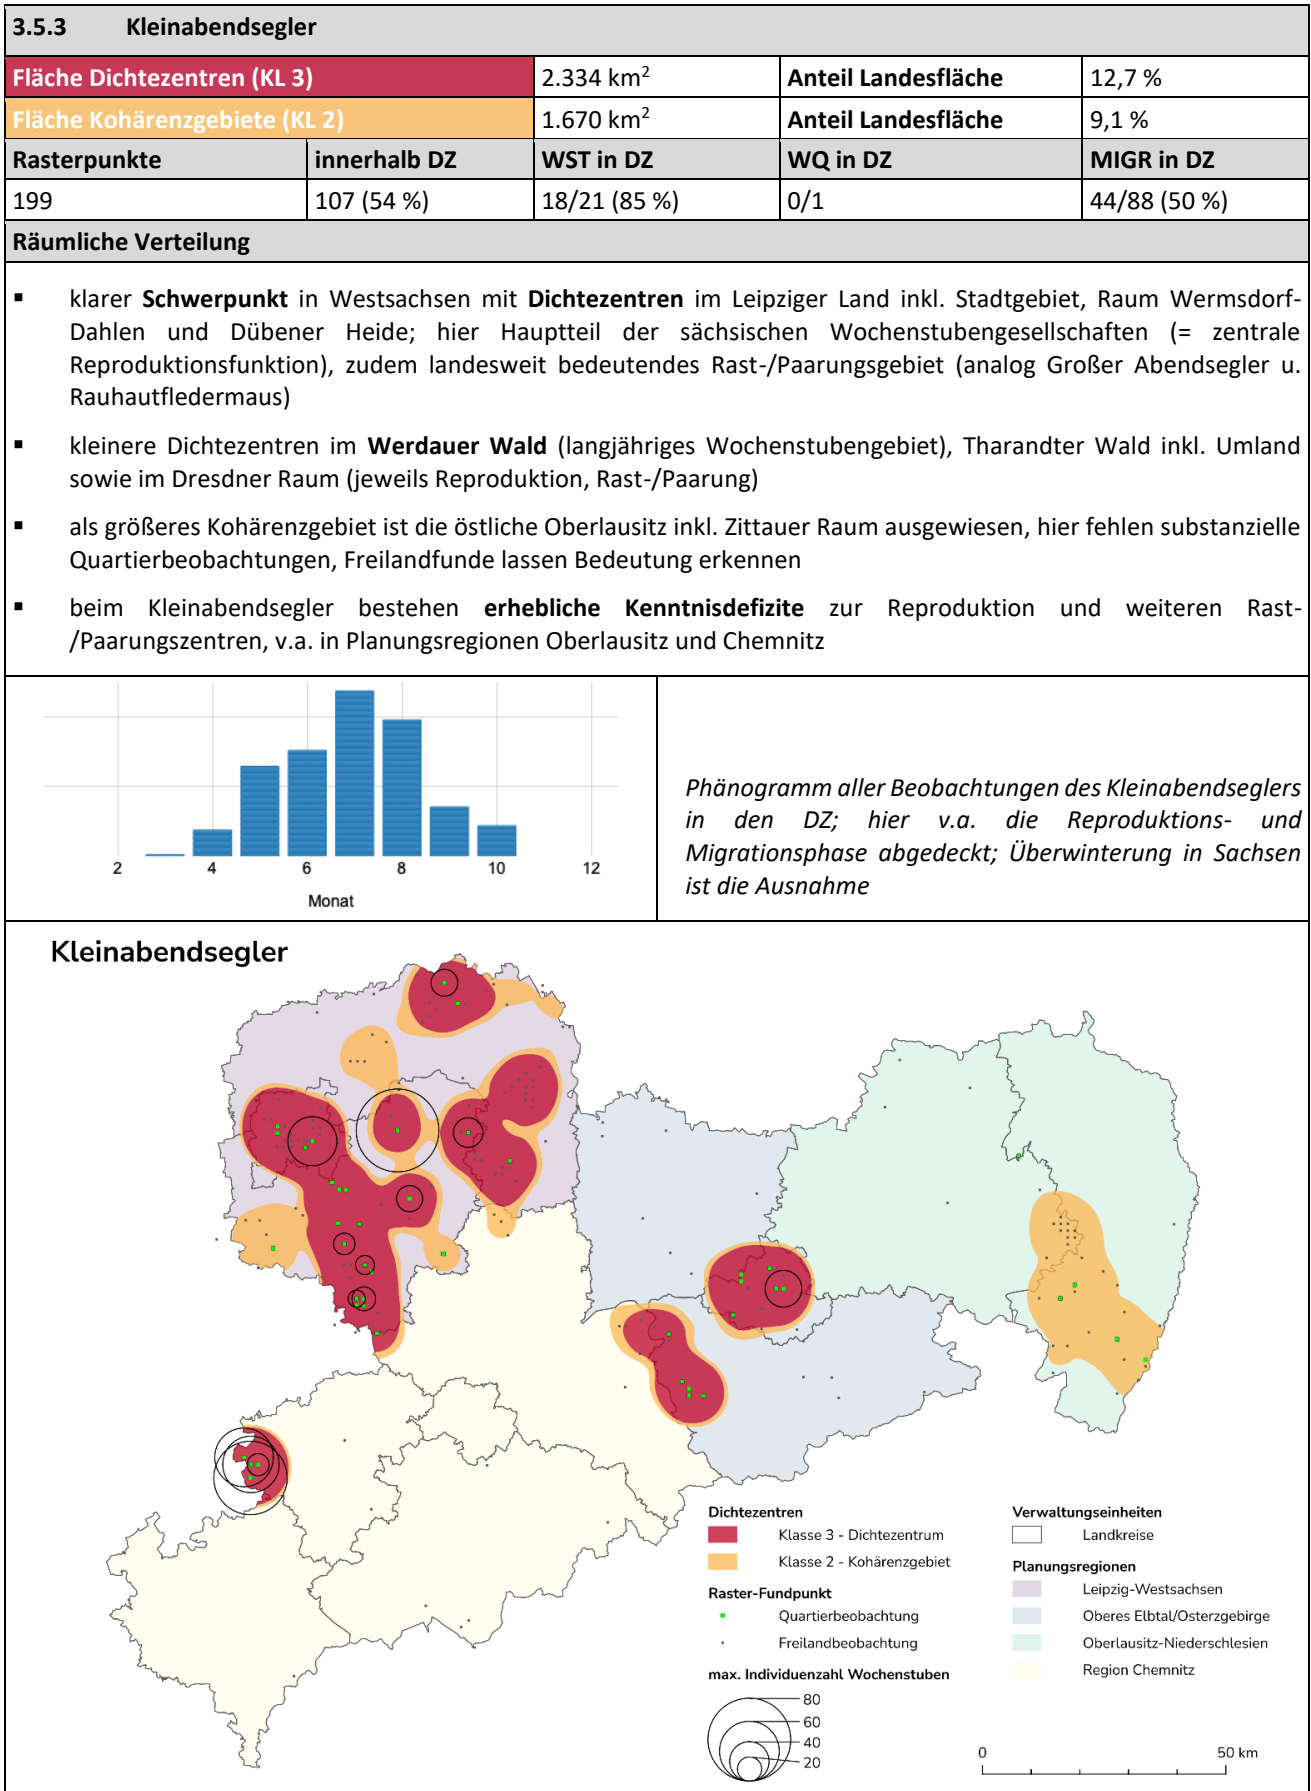 3.5.3 Kleinabendsegler
Fläche Dichtezentren (KL 3) 2.334 km² Anteil Landesfläche 12,7 %
Fläche Kohärenzgebiete (KL 2) 1.670 km² Anteil Landesfläche 9,1 %
Rasterpunkte innerhalb DZ WST in DZ WQ in DZ MIGR in DZ
199 107 (54 %) 18/21 (85 %) 0/1 44/88 (50 %)
Räumliche Verteilung
▪ klarer Schwerpunkt in Westsachsen mit Dichtezentren im Leipziger Land inkl. Stadtgebiet, Raum Wermsdorf-
Dahlen und Dübener Heide; hier Hauptteil der sächsischen Wochenstubengesellschaften (= zentrale
Reproduktionsfunktion), zudem landesweit bedeutendes Rast-/Paarungsgebiet (analog Großer Abendsegler u.
Rauhautfledermaus)
▪ kleinere Dichtezentren im Werdauer Wald (langjähriges Wochenstubengebiet), Tharandter Wald inkl. Umland
sowie im Dresdner Raum (jeweils Reproduktion, Rast-/Paarung)
▪ als größeres Kohärenzgebiet ist die östliche Oberlausitz inkl. Zittauer Raum ausgewiesen, hier fehlen substanzielle
Quartierbeobachtungen, Freilandfunde lassen Bedeutung erkennen
▪ beim Kleinabendsegler bestehen erhebliche Kenntnisdefizite zur Reproduktion und weiteren Rast-
/Paarungszentren, v.a. in Planungsregionen Oberlausitz und Chemnitz
2 4 6 8 10 12
Monat
Phänogramm aller Beobachtungen des Kleinabendseglers
in den DZ; hier v.a. die Reproduktions- und
Migrationsphase abgedeckt; Überwinterung in Sachsen
ist die Ausnahme
Kleinabendsegler
Dichtezentren
Klasse 3 - Dichtezentrum
Klasse 2 - Kohärenzgebiet
Raster-Fundpunkt
Quartierbeobachtung
Freilandbeobachtung
max. Individuenzahl Wochenstuben
80
60
40
20
Verwaltungseinheiten
Landkreise
Planungsregionen
Leipzig-Westsachsen
Oberes Elbtal/Osterzgebirge
Oberlausitz-Niederschlesien
Region Chemnitz
0 50 km